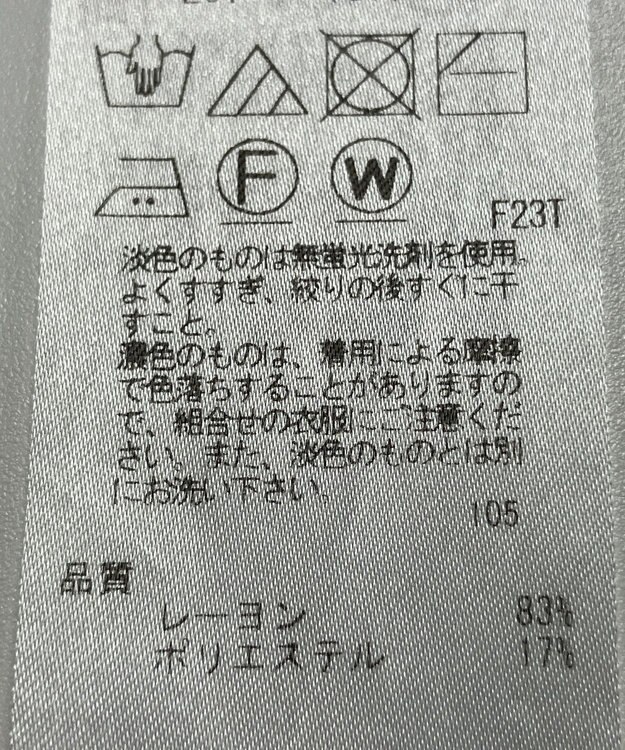 F
W
F23T
淡色のものは無蛍光洗剤を使用。
よくすすぎ、絞りの後すぐに干
すこと。
濃色のものは、着用による摩擦
で色落ちすることがありますの
で、組合せの衣服にご注意くだ
さい。また、淡色のものとは別
にお洗い下さい。
105
品質
レーヨン 83%
ポリエステル 17%